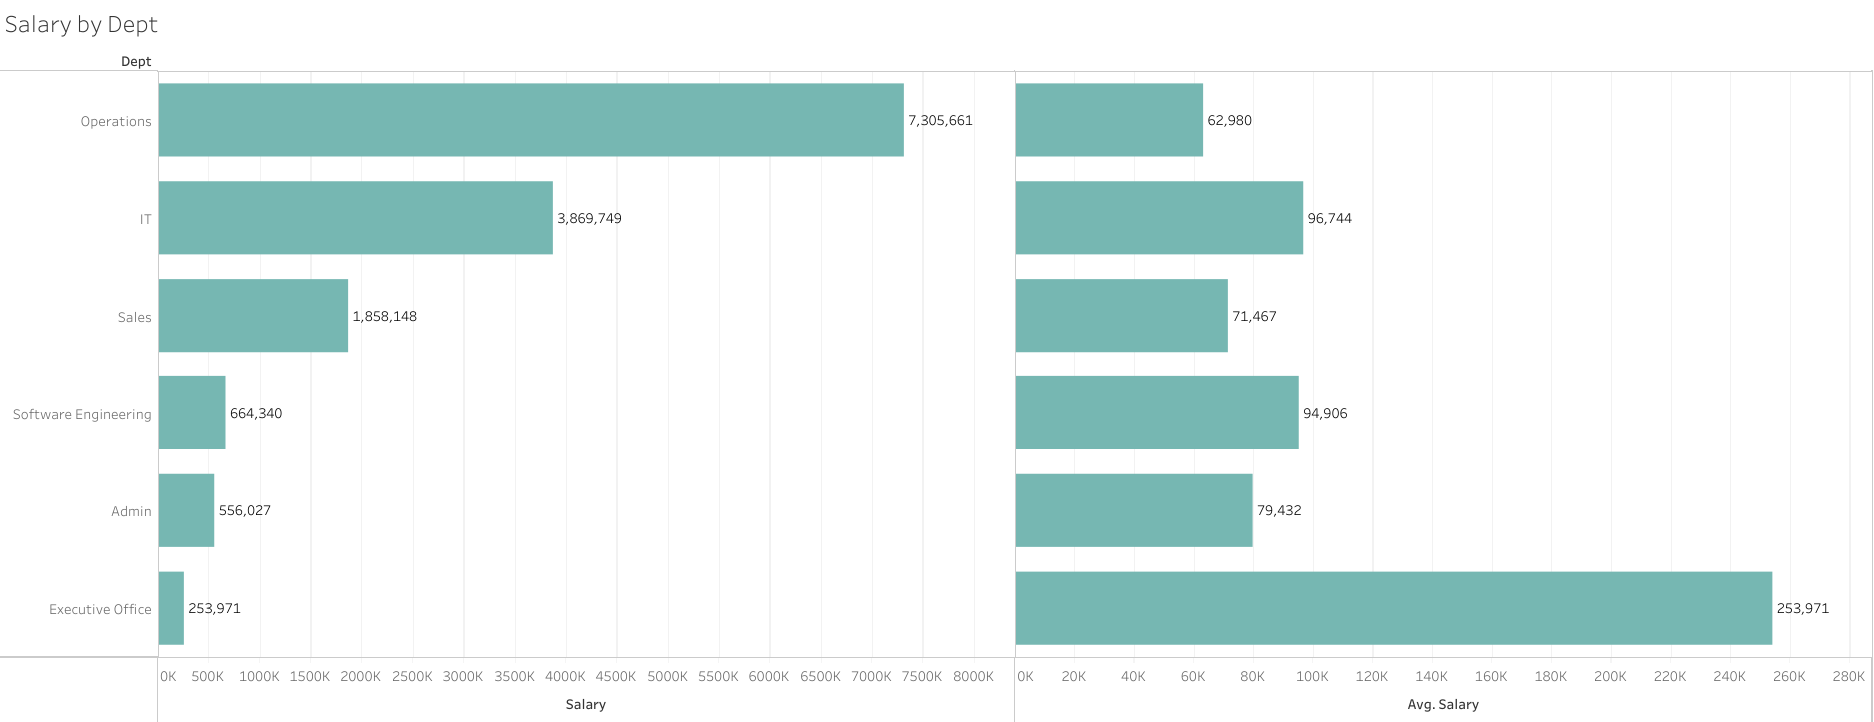 Salary by Dept
Dept
Operations 7,305,661 62,980
IT 3,869,749 96,744
Sales 1,858,148 71,467
Software Engineering 664,340 94,906
Admin 556,027 79,432
Executive Office 253,971 253,971
0K 500K 1000K 1500K 2000K 2500K 3000K 3500K 4000K 4500K 5000K 5500K 6000K 6500K 7000K 7500K 8000K 0K 20K 40K 60K 80K 100K 120K 140K 160K 180K 200K 220K 240K 260K 280K
Salary Avg. Salary